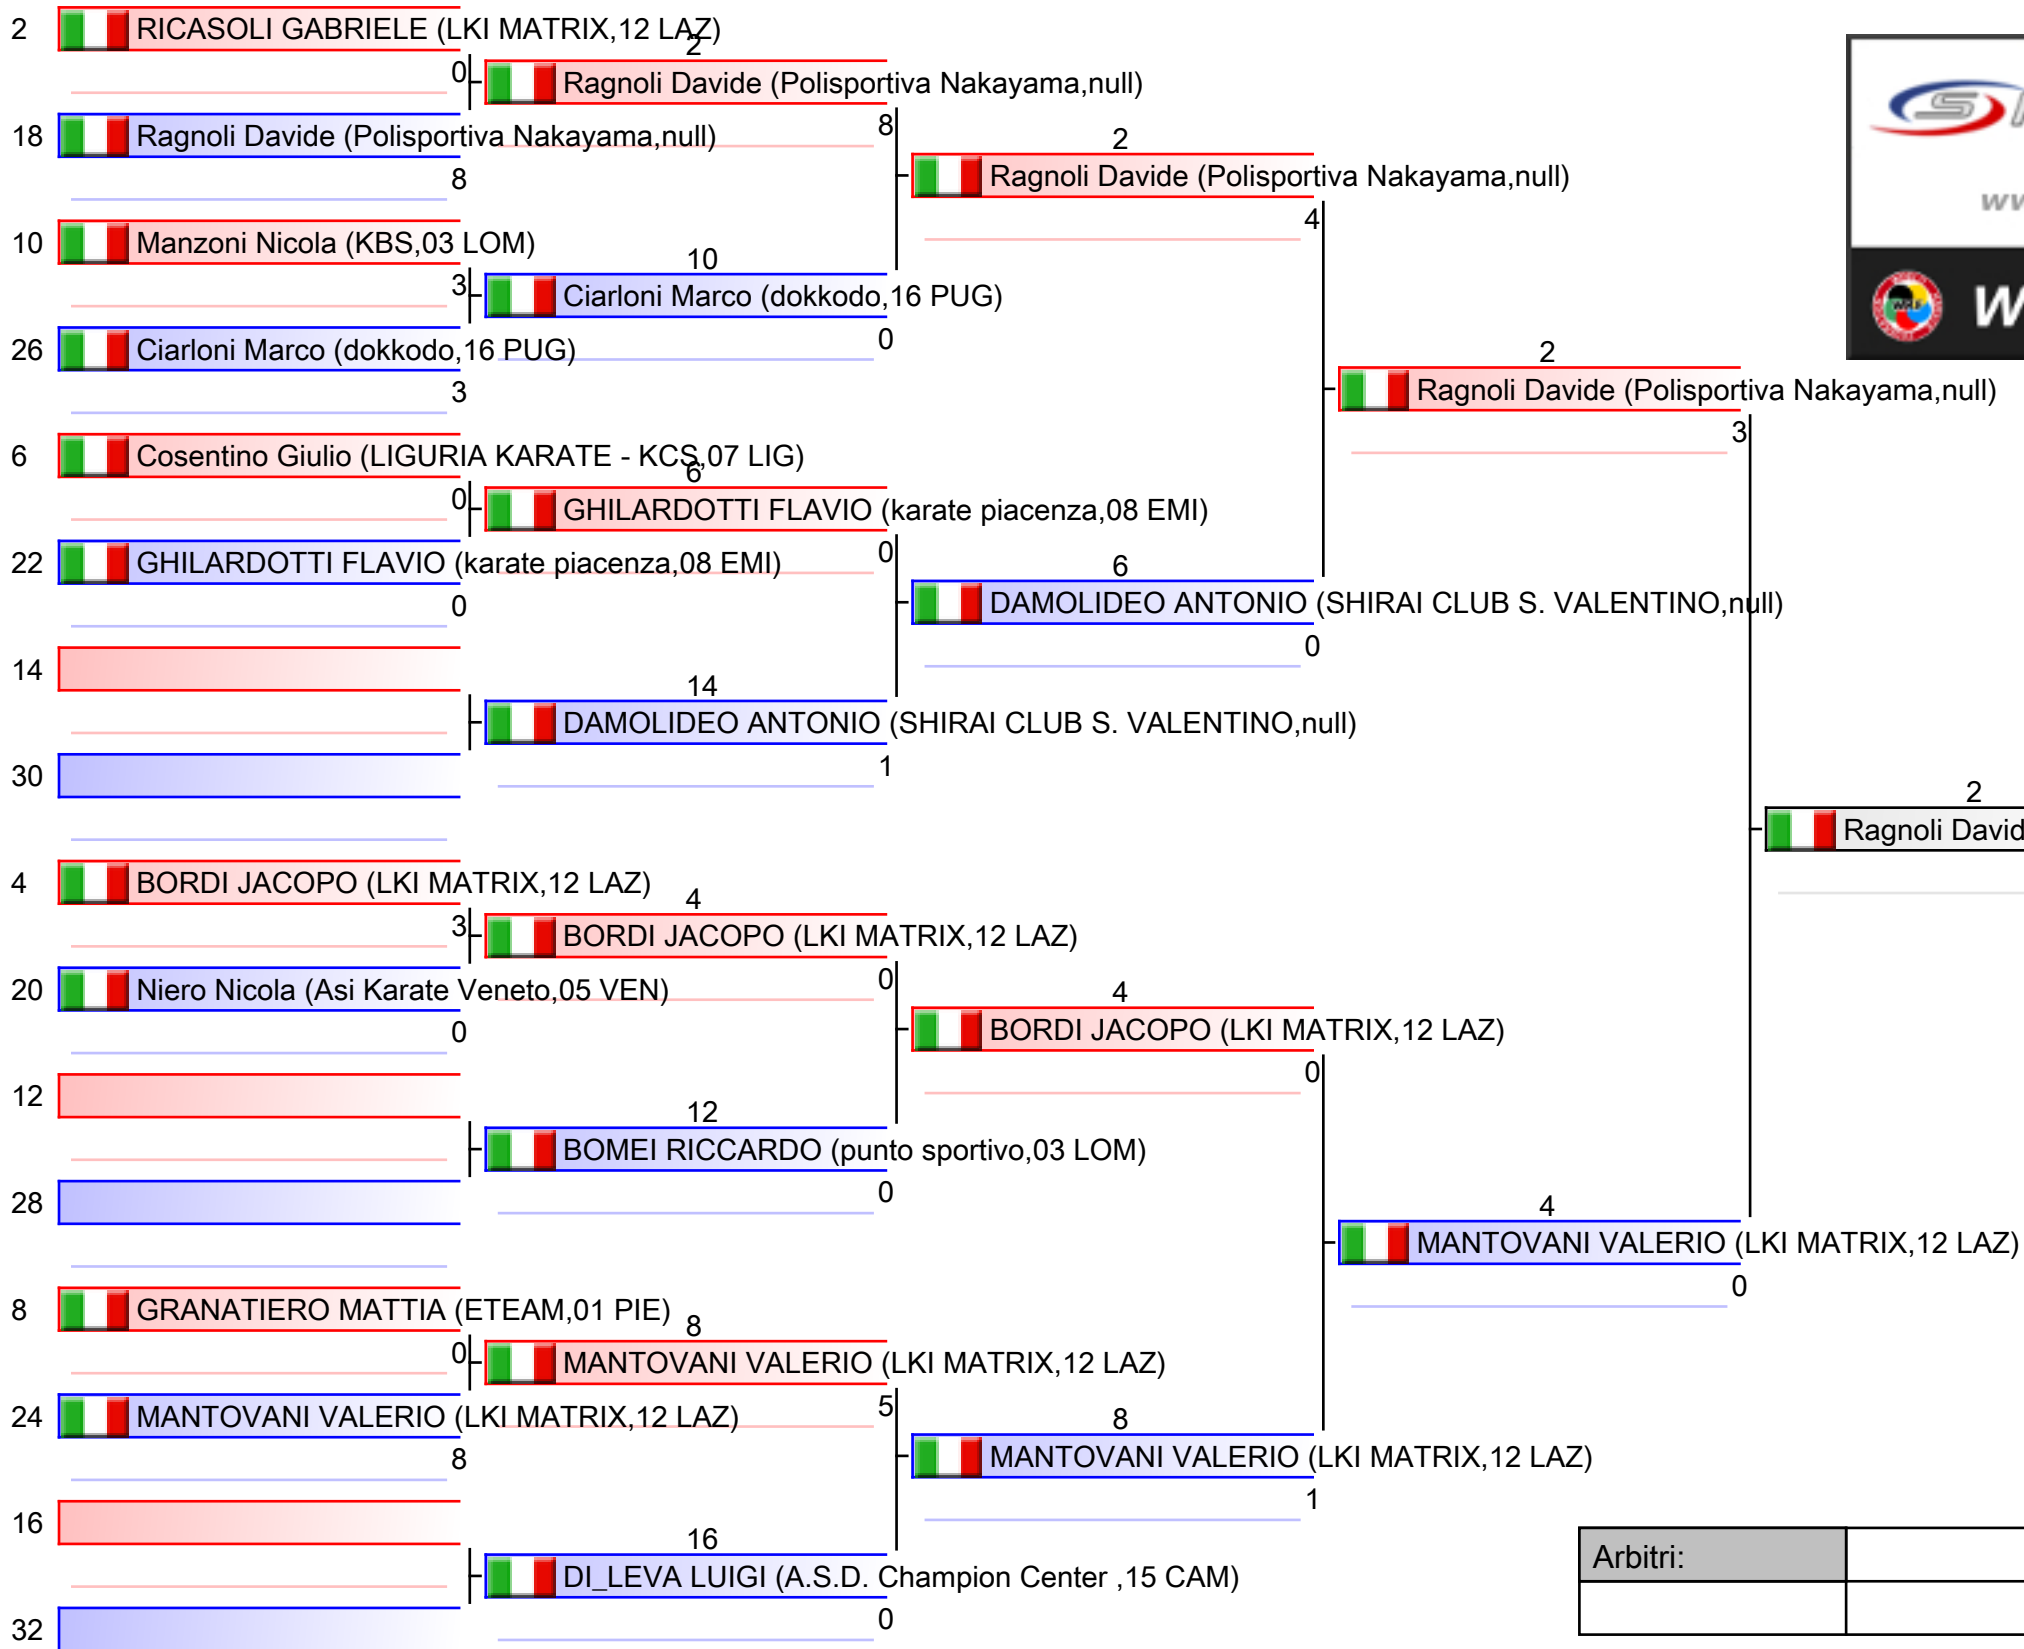 2 RICASOLI GABRIELE (LKI MATRIX,12 LAZ)
2
0 Ragnoli Davide (Polisportiva Nakayama,null)
18 Ragnoli Davide (Polisportiva Nakayama,null)
8
2
Ragnoli Davide (Polisportiva Nakayama,null)
8
4
10 Manzoni Nicola (KBS,03 LOM)
10
3 Ciarloni Marco (dokkodo,16 PUG)
0
26 Ciarloni Marco (dokkodo,16 PUG)
3
2
Ragnoli Davide (Polisportiva Nakayama,null)
3
6 Cosentino Giulio (LIGURIA KARATE - KCS,07 LIG)
6
0 GHILARDOTTI FLAVIO (karate piacenza,08 EMI)
22 GHILARDOTTI FLAVIO (karate piacenza,08 EMI)
0
0
6
DAMOLIDEO ANTONIO (SHIRAI CLUB S. VALENTINO,null)
0
14
14
DAMOLIDEO ANTONIO (SHIRAI CLUB S. VALENTINO,null)
1
30
2
Ragnoli David
4 BORDI JACOPO (LKI MATRIX,12 LAZ)
4
3 BORDI JACOPO (LKI MATRIX,12 LAZ)
0
20 Niero Nicola (Asi Karate Veneto,05 VEN)
0
4
BORDI JACOPO (LKI MATRIX,12 LAZ)
0
12
12
BOMEI RICCARDO (punto sportivo,03 LOM)
0
28
4
MANTOVANI VALERIO (LKI MATRIX,12 LAZ)
0
8 GRANATIERO MATTIA (ETEAM,01 PIE)
8
0 MANTOVANI VALERIO (LKI MATRIX,12 LAZ)
5
24 MANTOVANI VALERIO (LKI MATRIX,12 LAZ)
8
8
MANTOVANI VALERIO (LKI MATRIX,12 LAZ)
1
16
16
DI_LEVA LUIGI (A.S.D. Champion Center ,15 CAM)
0
32
Arbitri: